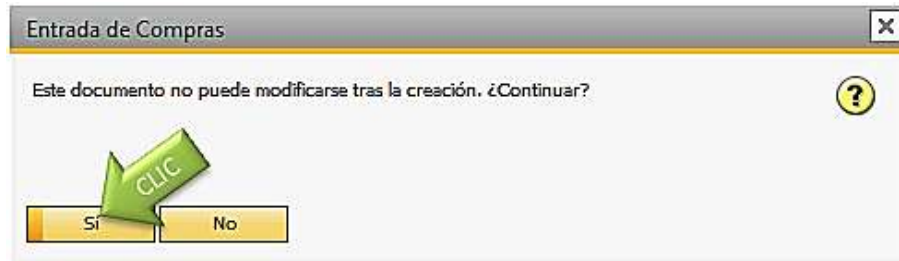 Entrada de Compras
Este documento no puede modificarse tras la creación. ¿Continuar?
?
CLIC
Sí
No